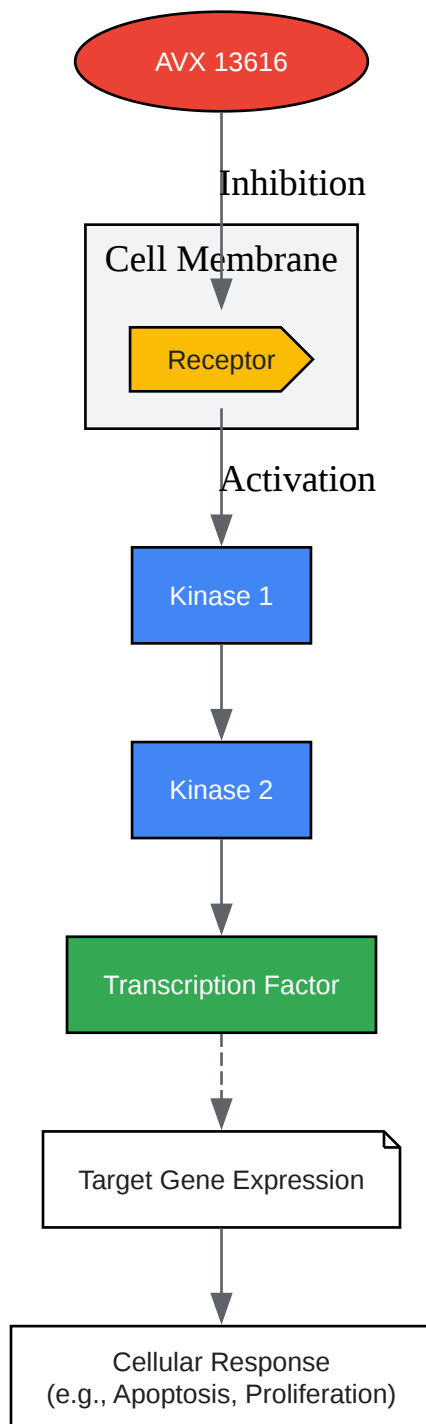 AVX 13616
Inhibition
Cell Membrane
Receptor
Activation
Kinase 1
Kinase 2
Transcription Factor
Target Gene Expression
Cellular Response
(e.g., Apoptosis, Proliferation)